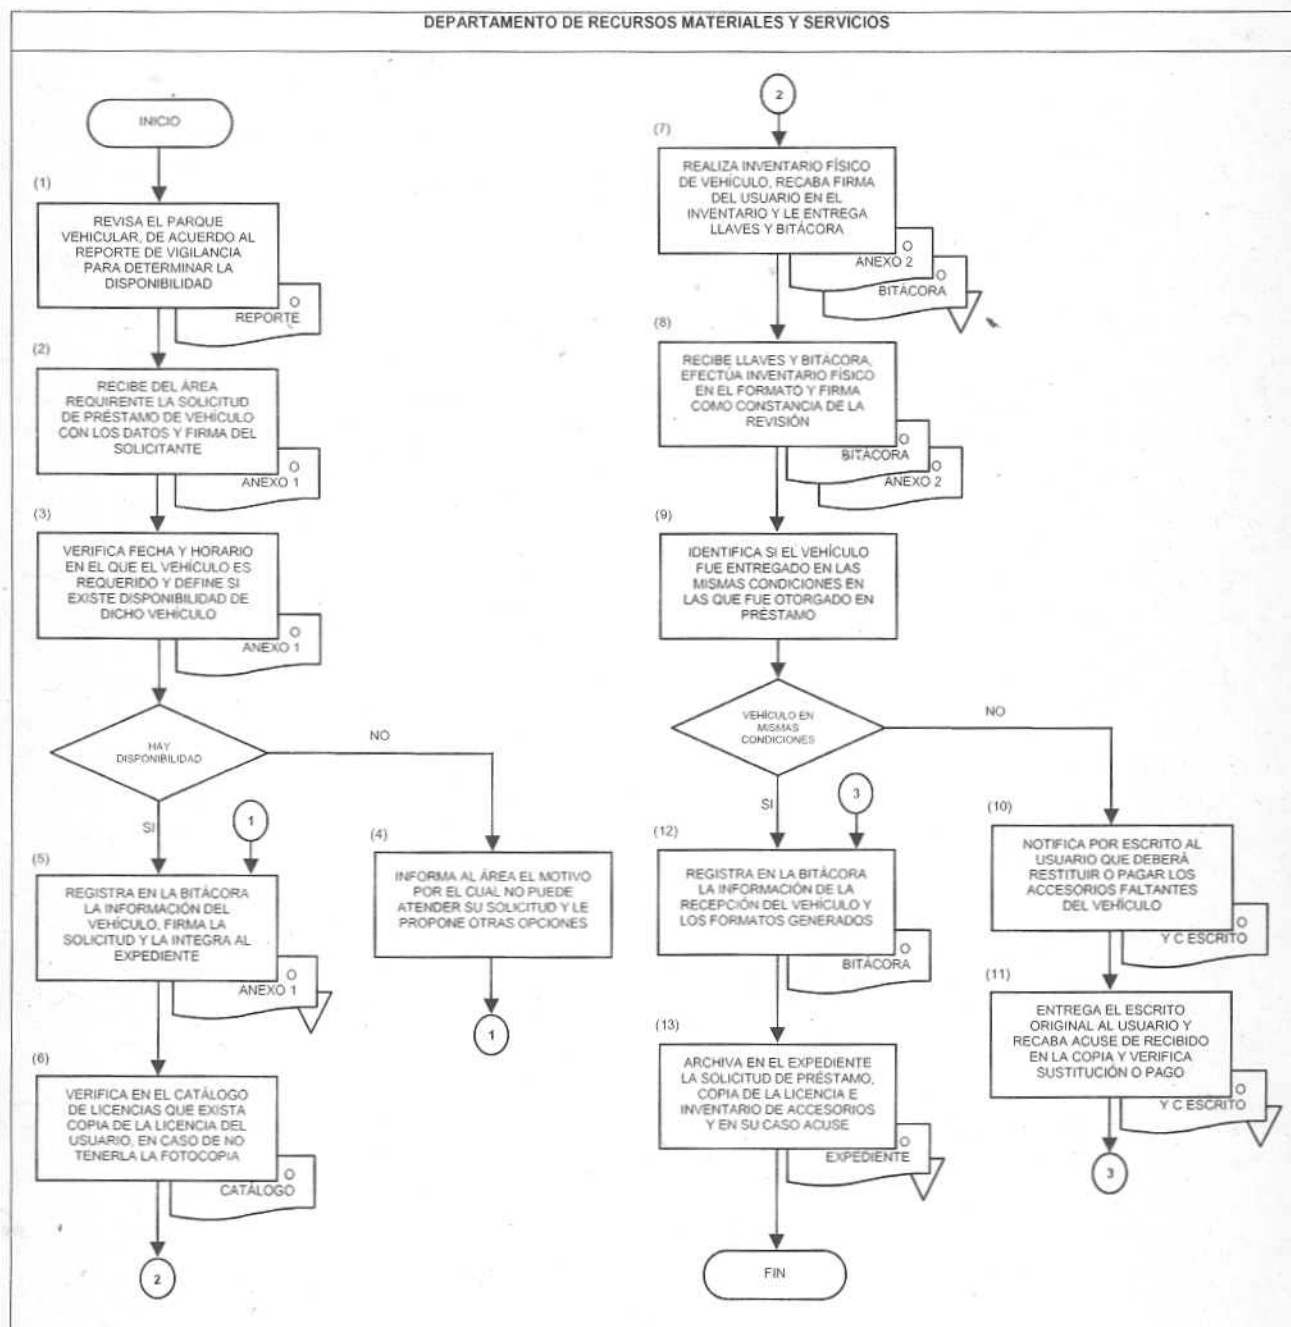 DEPARTAMENTO DE RECURSOS MATERIALES Y SERVICIOS
INICIO
(1)
REVISA EL PARQUE
VEHICULAR, DE ACUERDO AL
REPORTE DE VIGILANCIA
PARA DETERMINAR LA
DISPONIBILIDAD
O
REPORTE
(2)
RECIBE DEL ÁREA
REQUIRENTE LA SOLICITUD
DE PRÉSTAMO DE VEHÍCULO
CON LOS DATOS Y FIRMA DEL
SOLICITANTE
O
ANEXO 1
(3)
VERIFICA FECHA Y HORARIO
EN EL QUE EL VEHÍCULO ES
REQUERIDO Y DEFINE SI
EXISTE DISPONIBILIDAD DE
DICHO VEHÍCULO
O
ANEXO 1
HAY
DISPONIBILIDAD
NO
SI
1
(4)
INFORMA AL ÁREA EL MOTIVO
POR EL CUAL NO PUEDE
ATENDER SU SOLICITUD Y LE
PROPONE OTRAS OPCIONES
1
(5)
REGISTRA EN LA BITÁCORA
LA INFORMACIÓN DEL
VEHÍCULO, FIRMA LA
SOLICITUD Y LA INTEGRA AL
EXPEDIENTE
O
ANEXO 1
(6)
VERIFICA EN EL CATÁLOGO
DE LICENCIAS QUE EXISTA
COPIA DE LA LICENCIA DEL
USUARIO, EN CASO DE NO
TENERLA LA FOTOCOPIA
O
CATÁLOGO
2
2
(7)
REALIZA INVENTARIO FÍSICO
DE VEHÍCULO, RECABA FIRMA
DEL USUARIO EN EL
INVENTARIO Y LE ENTREGA
LLAVES Y BITÁCORA
O
ANEXO 2
O
BITÁCORA
(8)
RECIBE LLAVES Y BITÁCORA,
EFECTÚA INVENTARIO FÍSICO
EN EL FORMATO Y FIRMA
COMO CONSTANCIA DE LA
REVISIÓN
O
BITÁCORA
O
ANEXO 2
(9)
IDENTIFICA SI EL VEHÍCULO
FUE ENTREGADO EN LAS
MISMAS CONDICIONES EN
LAS QUE FUE OTORGADO EN
PRÉSTAMO
VEHÍCULO EN
MISMAS
CONDICIONES
NO
SI
3
(10)
NOTIFICA POR ESCRITO AL
USUARIO QUE DEBERÁ
RESTITUIR O PAGAR LOS
ACCESORIOS FALTANTES
DEL VEHÍCULO
O
Y C ESCRITO
(11)
ENTREGA EL ESCRITO
ORIGINAL AL USUARIO Y
RECABA ACUSE DE RECIBIDO
EN LA COPIA Y VERIFICA
SUSTITUCIÓN O PAGO
O
Y C ESCRITO
3
(12)
REGISTRA EN LA BITÁCORA
LA INFORMACIÓN DE LA
RECEPCIÓN DEL VEHÍCULO Y
LOS FORMATOS GENERADOS
O
BITÁCORA
(13)
ARCHIVA EN EL EXPEDIENTE
LA SOLICITUD DE PRÉSTAMO,
COPIA DE LA LICENCIA E
INVENTARIO DE ACCESORIOS
Y EN SU CASO ACUSE
O
EXPEDIENTE
FIN